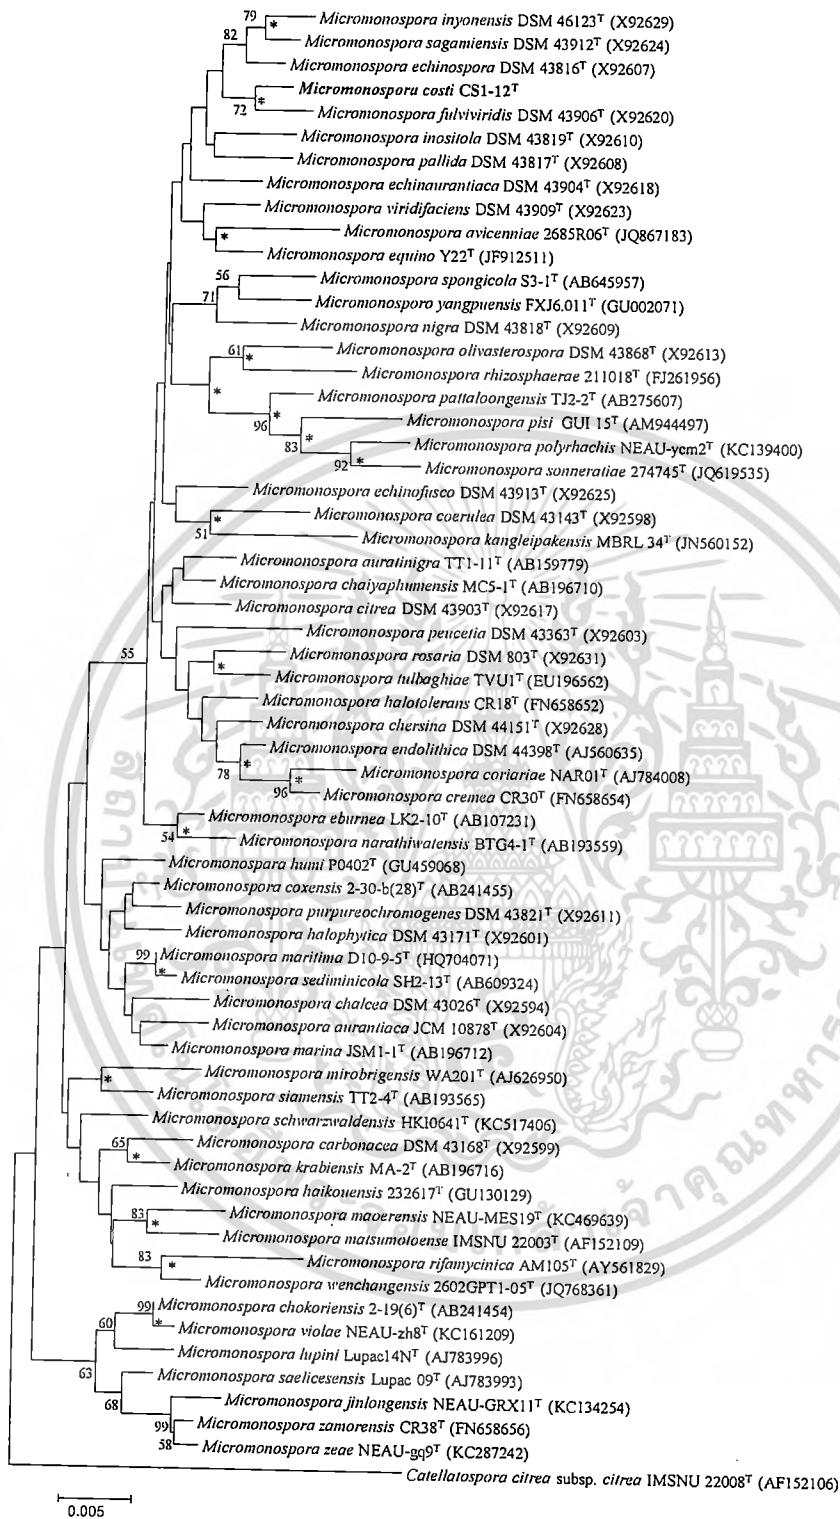 79 Micromonospora inyonensis DSM 46123T (X92629)
82 Micromonospora sagamiensis DSM 43912T (X92624)
Micromonospora echinospora DSM 43816T (X92607)
Micromonospora costi CS1-12T
72 Micromonospora fulviviridis DSM 43906T (X92620)
Micromonospora inositola DSM 43819T (X92610)
Micromonospora pallida DSM 43817T (X92608)
Micromonospora echinaurantiaca DSM 43904T (X92618)
Micromonospora viridifaciens DSM 43909T (X92623)
Micromonospora avicenniae 2685R06T (JQ867183)
Micromonospora equino Y22T (JF912511)
56 Micromonospora spongicola S3-1T (AB645957)
71 Micromonosporo yangpuensis FXJ6.011T (GU002071)
Micromonospora nigra DSM 43818T (X92609)
61 Micromonospora olivasterospora DSM 43868T (X92613)
Micromonospora rhizosphaerae 211018T (FJ261956)
Micromonospora pattaloongensis TJ2-2T (AB275607)
96 Micromonospora pisi GUI 15T (AM944497)
83 Micromonospora polyrhachis NEAU-ycm2T (KC139400)
92 Micromonospora sonneratiae 274745T (JQ619535)
Micromonospora echinofusco DSM 43913T (X92625)
Micromonospora coerulea DSM 43143T (X92598)
51 Micromonospora kangleipakensis MBRL 34T (JN560152)
Micromonospora auratinigra TT1-11T (AB159779)
Micromonospora chaiyaphumensis MC5-1T (AB196710)
Micromonospora citrea DSM 43903T (X92617)
Micromonospora peucetia DSM 43363T (X92603)
55 Micromonospora rosaria DSM 803T (X92631)
Micromonospora tulbaghiae TVU1T (EU196562)
Micromonospora halotolerans CR18T (FN658652)
Micromonospora chersina DSM 44151T (X92628)
Micromonospora endolithica DSM 44398T (AJ560635)
78 Micromonospora coriariae NAR01T (AJ784008)
96 Micromonospora cremea CR30T (FN658654)
Micromonospora eburnea LK2-10T (AB107231)
54 Micromonospora narathiwatensis BTG4-1T (AB193559)
Micromonospara humi P0402T (GU459068)
Micromonospora coxensis 2-30-b(28)T (AB241455)
Micromonospora purpureochromogenes DSM 43821T (X92611)
Micromonospora halophytica DSM 43171T (X92601)
99 Micromonospora maritima D10-9-5T (HQ704071)
Micromonospora sediminicola SH2-13T (AB609324)
Micromonospora chalcea DSM 43026T (X92594)
Micromonospora aurantiaca JCM 10878T (X92604)
Micromonospora marina JSM1-1T (AB196712)
Micromonospora mirobrigensis WA201T (AJ626950)
Micromonospora siamensis TT2-4T (AB193565)
Micromonospora schwarzwaldensis HKI0641T (KC517406)
65 Micromonospora carbonacea DSM 43168T (X92599)
Micromonospora krabiensis MA-2T (AB196716)
Micromonospora haikouensis 232617T (GU130129)
83 Micromonospora maoerensis NEAU-MES19T (KC469639)
Micromonospora matsumotoense IMSNU 22003T (AF152109)
83 Micromonospora rifamycinica AM105T (AY561829)
Micromonospora wenchangensis 2602GPT1-05T (JQ768361)
99 Micromonospora chokoriensis 2-19(6)T (AB241454)
60 Micromonospora violae NEAU-zh8T (KC161209)
Micromonospora lupini Lupac14NT (AJ783996)
63 Micromonospora saelicesensis Lupac 09T (AJ783993)
68 Micromonospora jinlongensis NEAU-GRX11T (KC134254)
99 Micromonospora zamorensis CR38T (FN658656)
58 Micromonospora zeae NEAU-gq9T (KC287242)
Catellatospora citrea subsp. citrea IMSNU 22008T (AF152106)
0.005